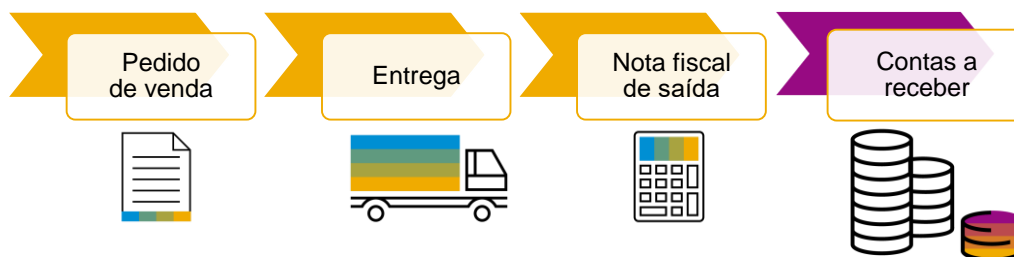 Pedido
de venda
Entrega
Nota fiscal
de saída
Contas a
receber